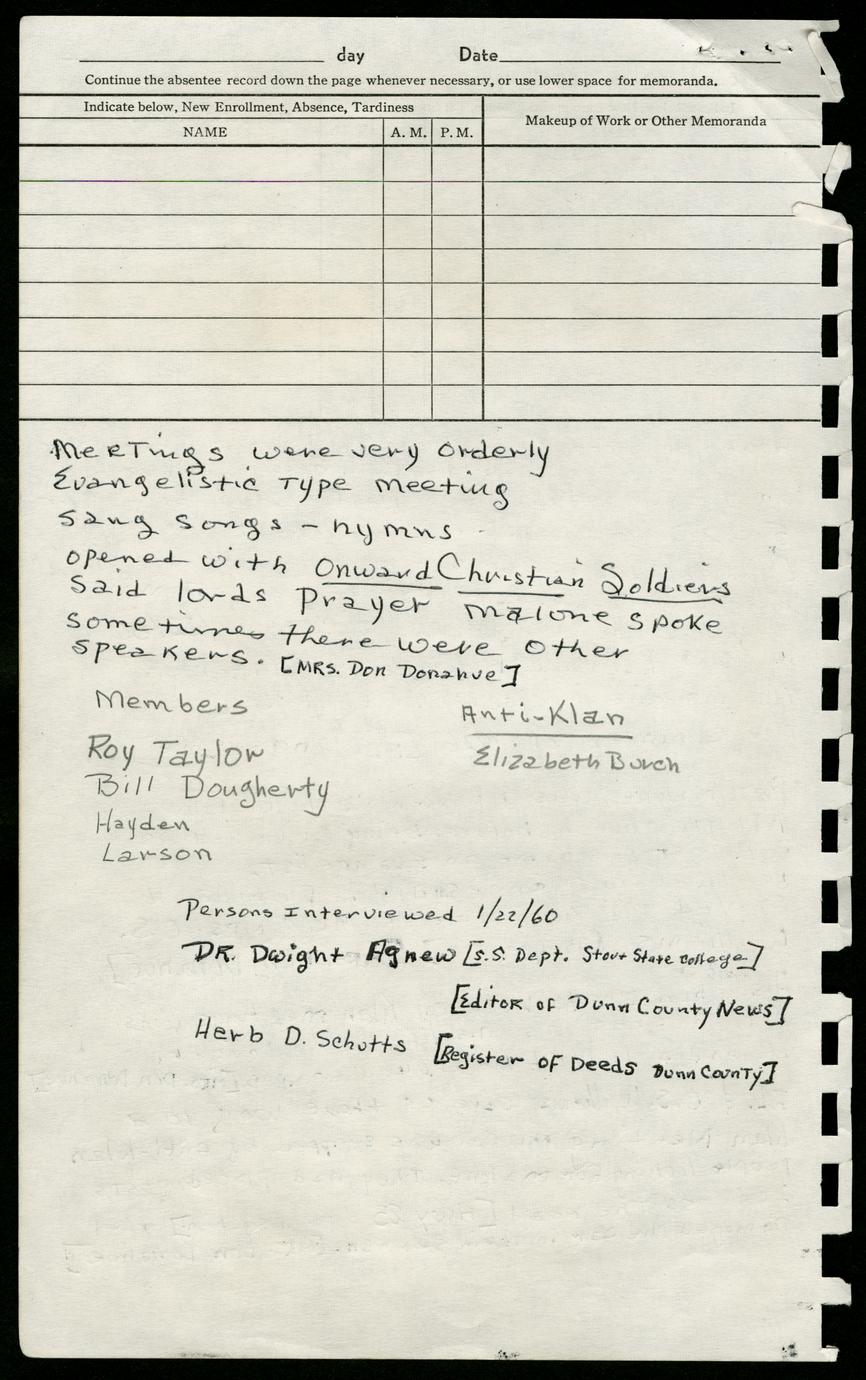 day Date
Continue the absentee record down the page whenever necessary, or use lower space for memoranda.
Indicate below, New Enrollment, Absence, Tardiness
Makeup of Work or Other Memoranda
NAME A. M. P. M.
Meetings were very orderly
Evangelistic Type meeting
Sang songs - hymns
opened with Onward Christian Soldiers
Said lords Prayer malone spoke
sometimes there were other
speakers. [MRS. Don Donahue]
Members
Anti-Klan
Roy Taylor
Elizabeth Burch
Bill Dougherty
Hayden
Larson
Persons Interviewed 1/22/60
DR. Dwight Agnew [S.S. Dept. Stout State College]
[Editor of Dunn County News]
Herb D. Schutts [Register of Deeds Dunn County]